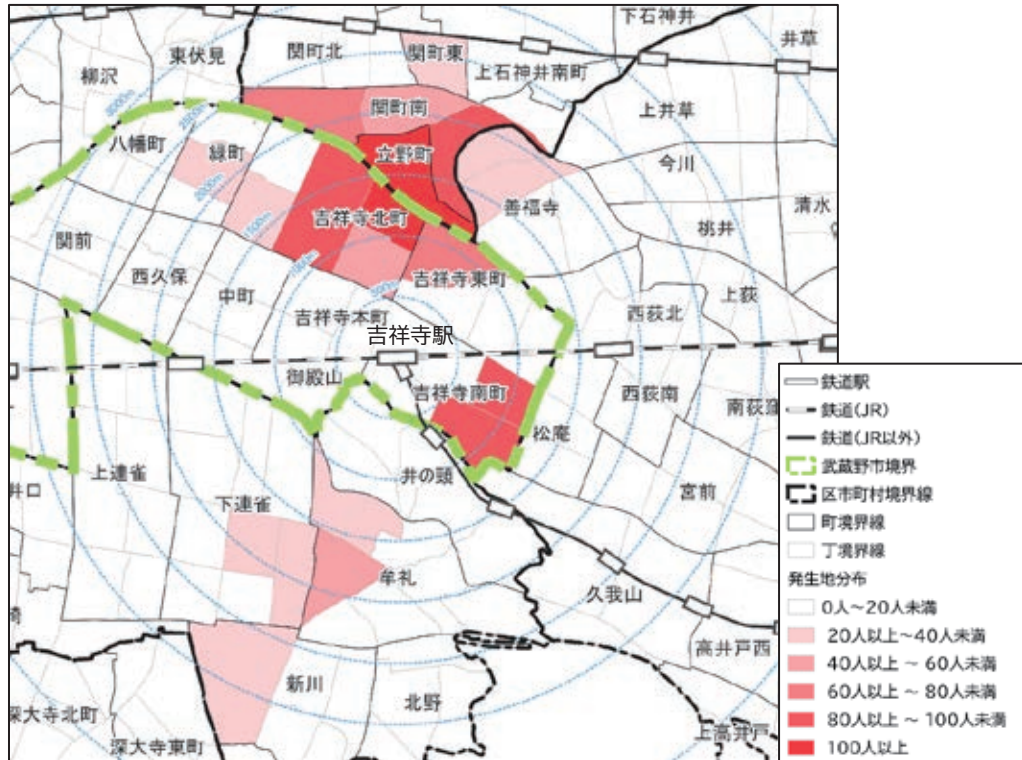 下石神井
井草
関町北
関町東
東伏見
上石神井南町
柳沢
3000m
2500m
関町南
上井草
八幡町
緑町
立野町
今川
2000m
善福寺
清水
1500m
吉祥寺北町
桃井
関前
1000m
西久保
吉祥寺東町
500m
上荻
中町
西荻北
吉祥寺本町
吉祥寺駅
御殿山
吉祥寺南町
西荻南
南荻窪
松庵
上連雀
井の頭
井口
宮前
下連雀
牟礼
久我山
高井戸西
新川
北野
深大寺北町
深大寺東町
上高井戸
鉄道駅
鉄道(JR)
鉄道(JR以外)
武蔵野市境界
区市町村境界線
町境界線
丁境界線
発生地分布
0人～20人未満
20人以上～40人未満
40人以上 ～ 60人未満
60人以上 ～ 80人未満
80人以上 ～ 100人未満
100人以上